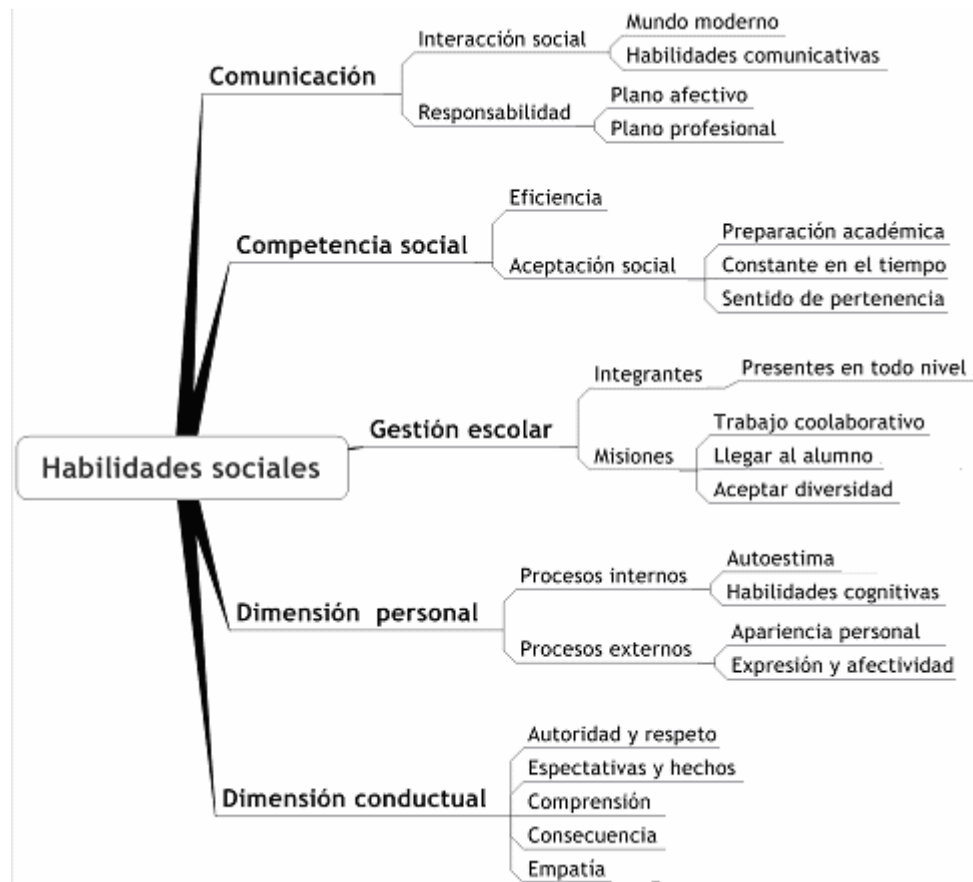 Habilidades sociales
Comunicación
Interacción social
Mundo moderno
Habilidades comunicativas
Responsabilidad
Plano afectivo
Plano profesional
Competencia social
Eficiencia
Aceptación social
Preparación académica
Constante en el tiempo
Sentido de pertenencia
Gestión escolar
Integrantes
Presentes en todo nivel
Misiones
Trabajo coolaborativo
Llegar al alumno
Aceptar diversidad
Dimensión personal
Procesos internos
Autoestima
Habilidades cognitivas
Procesos externos
Apariencia personal
Expresión y afectividad
Dimensión conductual
Autoridad y respeto
Espectativas y hechos
Comprensión
Consecuencia
Empatía